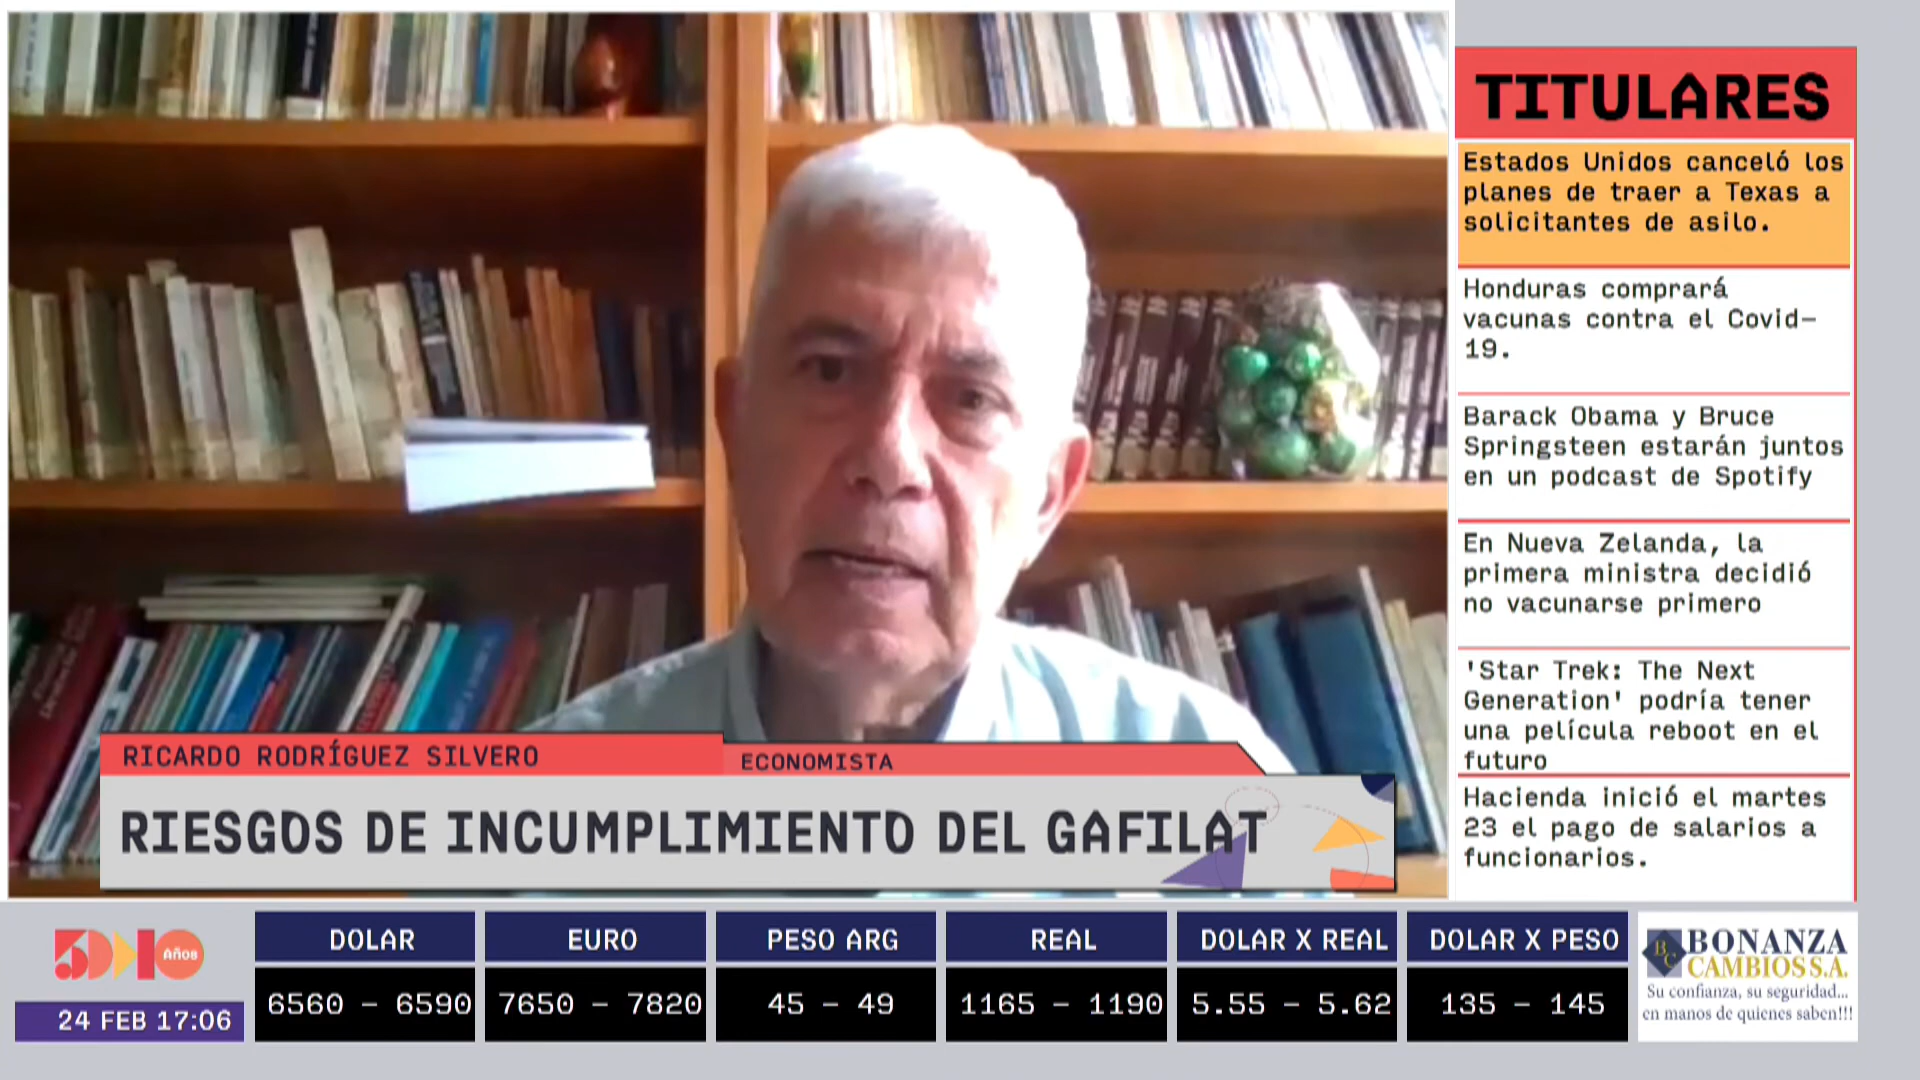 TITULARES
Estados Unidos canceló los
planes de traer a Texas a
solicitantes de asilo.
Honduras comprará
vacunas contra el Covid-
19.
Barack Obama y Bruce
Springsteen estarán juntos
en un podcast de Spotify
En Nueva Zelanda, la
primera ministra decidió
no vacunarse primero
'Star Trek: The Next
Generation' podría tener
una película reboot en el
futuro
Hacienda inició el martes
23 el pago de salarios a
funcionarios.
RICARDO RODRÍGUEZ SILVERO
ECONOMISTA
RIESGOS DE INCUMPLIMIENTO DEL GAFILAT
Años
24 FEB 17:06
DOLAR
6560 - 6590
EURO
7650 - 7820
PESO ARG
45 - 49
REAL
1165 - 1190
DOLAR X REAL
5.55 - 5.62
DOLAR X PESO
135 - 145
BC
BONANZA
CAMBIOS S.A.
Su confianza, su seguridad...
en manos de quienes saben!!!